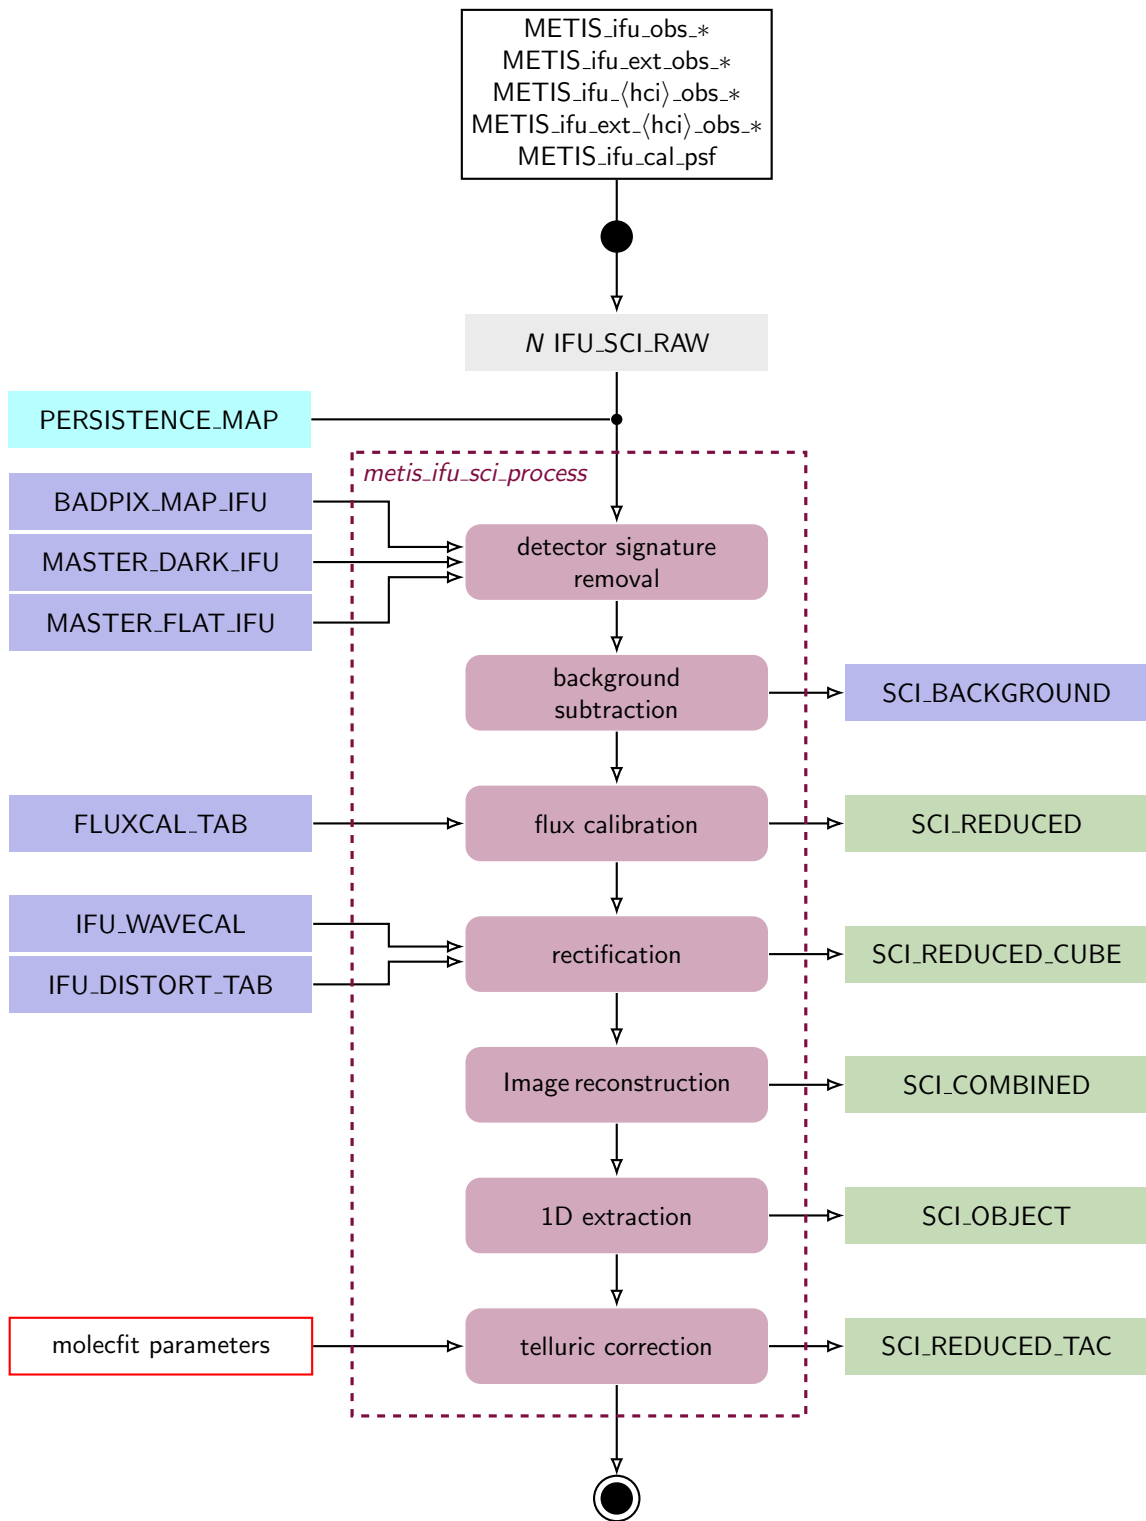 METIS_ifu_obs_*
METIS_ifu_ext_obs_*
METIS_ifu_⟨hci⟩_obs_*
METIS_ifu_ext_⟨hci⟩_obs_*
METIS_ifu_cal_psf
N IFU_SCI_RAW
PERSISTENCE_MAP
metis_ifu_sci_process
BADPIX_MAP_IFU
MASTER_DARK_IFU
MASTER_FLAT_IFU
detector signature
removal
background
subtraction
SCI_BACKGROUND
FLUXCAL_TAB
flux calibration
SCI_REDUCED
IFU_WAVECAL
IFU_DISTORT_TAB
rectification
SCI_REDUCED_CUBE
Image reconstruction
SCI_COMBINED
1D extraction
SCI_OBJECT
molecfit parameters
telluric correction
SCI_REDUCED_TAC